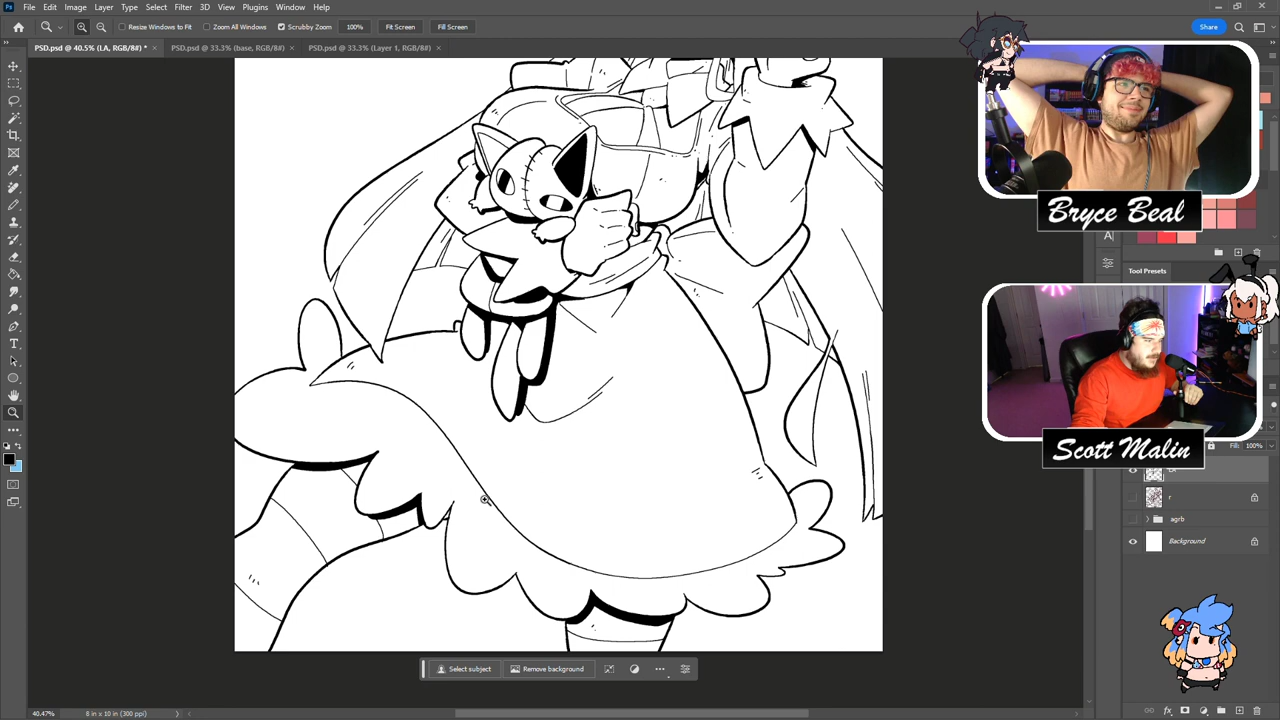 File Edit Image Layer Type Select Filter 3D View Plugins Window Help
Resize Windows to Fit Zoom All Windows Scrubby Zoom 100% Fit Screen Fill Screen Share
PSD.psd @ 40.5% (LA, RGB/8#) * PSD.psd @ 33.3% (base, RGB/8#) PSD.psd @ 33.3% (Layer 1, RGB/8#)
Bryce Beal
Tool Presets
Scott Malin
Fill: 100%
r
agrb
Background
Select subject Remove background
40.47% 8 in x 10 in (300 ppi)